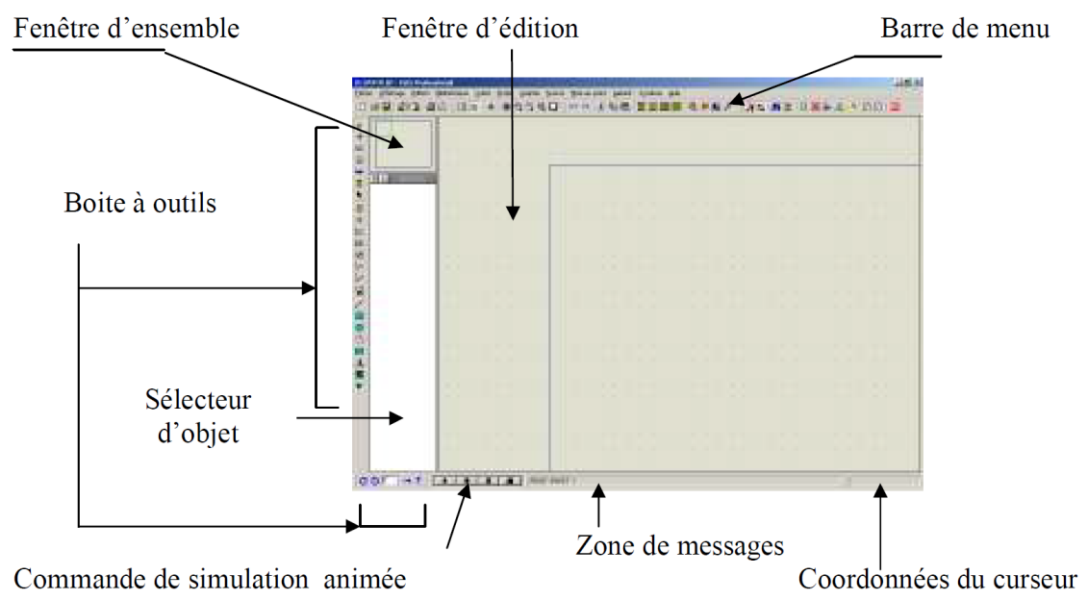 Fenêtre d’ensemble
Fenêtre d’édition
Barre de menu
Boite à outils
Sélecteur
d’objet
Zone de messages
Commande de simulation animée
Coordonnées du curseur